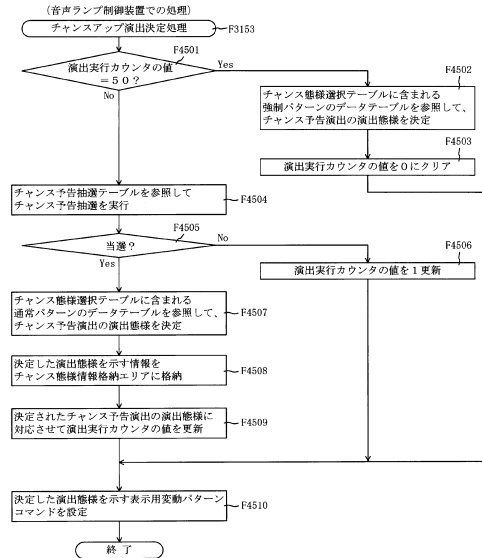 (音声ランプ制御装置での処理)
チャンスアップ演出決定処理
F3153
F4501
演出実行カウンタの値
=50?
Yes
No
F4502
チャンス態様選択テーブルに含まれる
強制パターンのデータテーブルを参照して、
チャンス予告演出の演出態様を決定
F4503
演出実行カウンタの値を0にクリア
チャンス予告抽選テーブルを参照して
チャンス予告抽選を実行
F4504
F4505
当選?
No
Yes
F4506
演出実行カウンタの値を1更新
チャンス態様選択テーブルに含まれる
通常パターンのデータテーブルを参照して、
チャンス予告演出の演出態様を決定
F4507
決定した演出態様を示す情報を
チャンス態様情報格納エリアに格納
F4508
決定されたチャンス予告演出の演出態様に
対応させて演出実行カウンタの値を更新
F4509
決定した演出態様を示す表示用変動パターン
コマンドを設定
F4510
終了